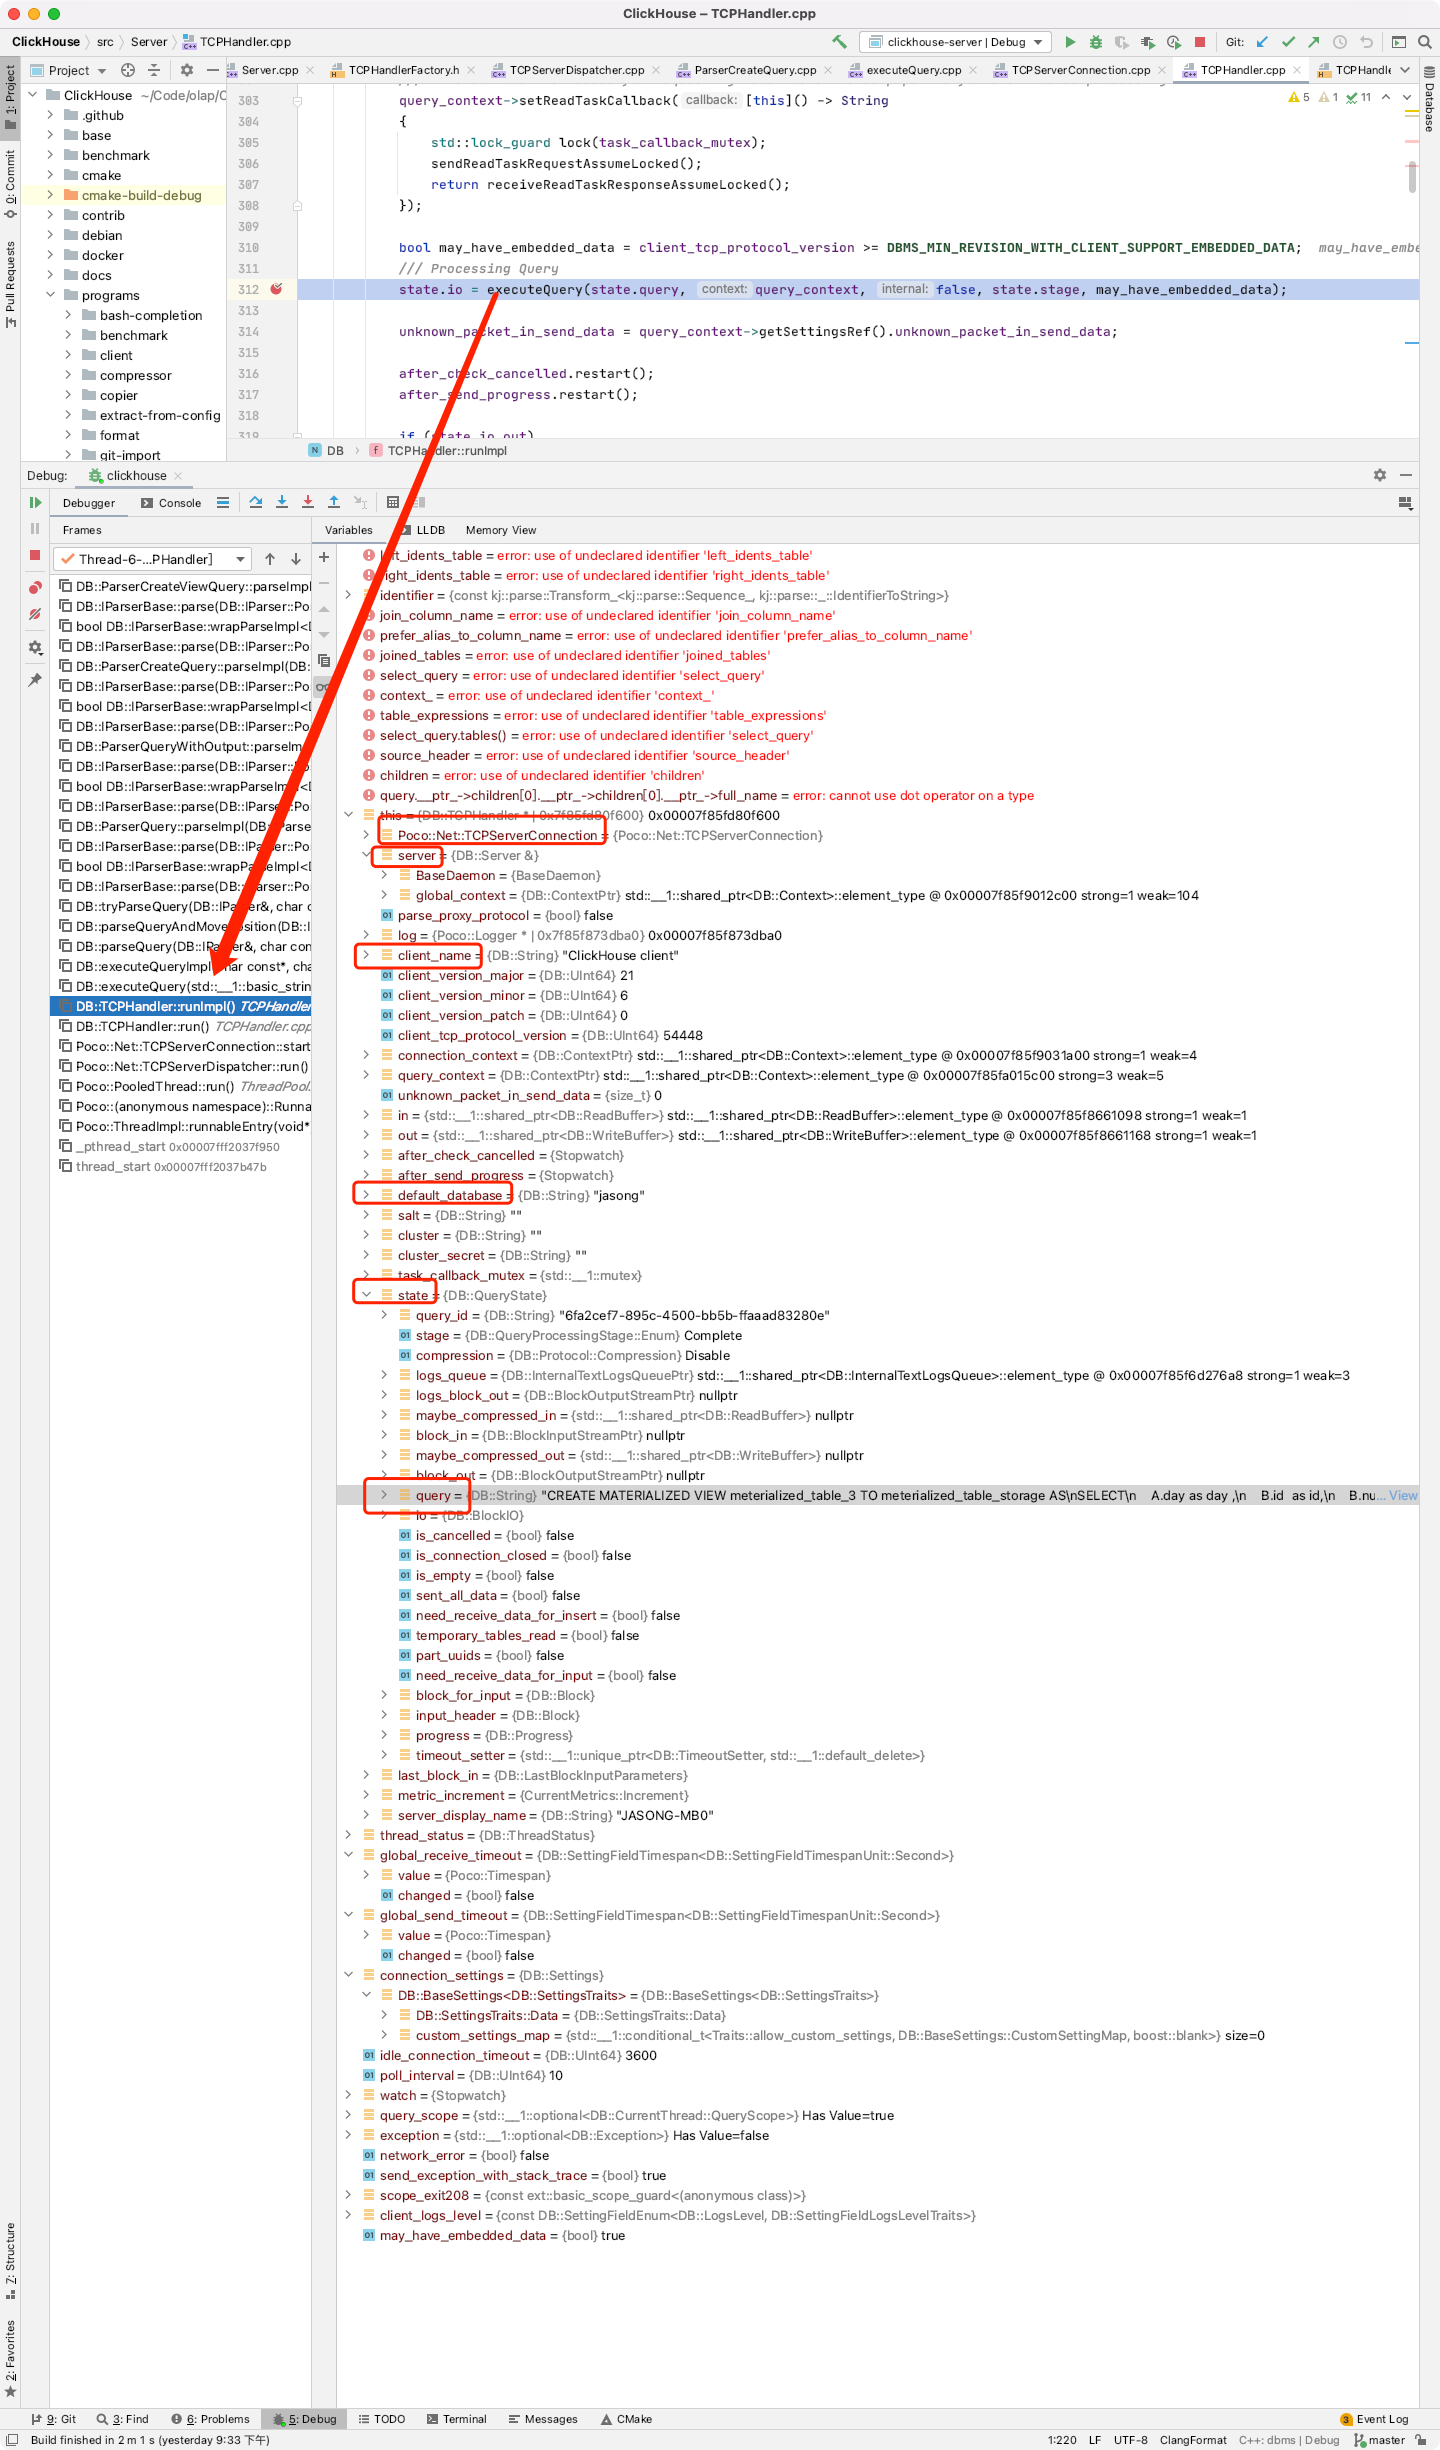 ClickHouse – TCPHandler.cpp
ClickHouse src Server TCPHandler.cpp
clickhouse-server | Debug
Git:
Project
Server.cpp TCPHandlerFactory.h TCPServerDispatcher.cpp ParserCreateQuery.cpp executeQuery.cpp TCPServerConnection.cpp TCPHandler.cpp TCPHandle
1: Project
0: Commit
Pull Requests
Database
ClickHouse ~/Code/olap/C
.github
base
benchmark
cmake
cmake-build-debug
contrib
debian
docker
docs
programs
bash-completion
benchmark
client
compressor
copier
extract-from-config
format
git-import
5 1 11
303 query_context->setReadTaskCallback( callback: [this]() -> String
304 {
305 std::lock_guard lock(task_callback_mutex);
306 sendReadTaskRequestAssumeLocked();
307 return receiveReadTaskResponseAssumeLocked();
308 });
309
310 bool may_have_embedded_data = client_tcp_protocol_version >= DBMS_MIN_REVISION_WITH_CLIENT_SUPPORT_EMBEDDED_DATA; may_have_embe
311 /// Processing Query
312 state.io = executeQuery(state.query, context: query_context, internal: false, state.stage, may_have_embedded_data);
313
314 unknown_packet_in_send_data = query_context->getSettingsRef().unknown_packet_in_send_data;
315
316 after_check_cancelled.restart();
317 after_send_progress.restart();
318
319 if (state.io.out)
DB TCPHandler::runImpl
Debug: clickhouse
Debugger Console
Frames
Variables LLDB Memory View
Thread-6-...PHandler]
DB::ParserCreateViewQuery::parseImpl
DB::IParserBase::parse(DB::IParser::Po
bool DB::IParserBase::wrapParseImpl<D
DB::IParserBase::parse(DB::IParser::Po
DB::ParserCreateQuery::parseImpl(DB:
DB::IParserBase::parse(DB::IParser::Po
bool DB::IParserBase::wrapParseImpl<D
DB::IParserBase::parse(DB::IParser::Po
DB::ParserQueryWithOutput::parseIm
DB::IParserBase::parse(DB::IParser::Po
bool DB::IParserBase::wrapParseImpl<
DB::IParserBase::parse(DB::IParser::Po
DB::ParserQuery::parseImpl(DB::IParse
DB::IParserBase::parse(DB::IParser::Po
bool DB::IParserBase::wrapParseImpl<D
DB::IParserBase::parse(DB::IParser::Po
DB::tryParseQuery(DB::IParser&, char c
DB::parseQueryAndMovePosition(DB::I
DB::parseQuery(DB::IParser&, char con
DB::executeQueryImpl(char const*, cha
DB::executeQuery(std::__1::basic_strin
DB::TCPHandler::runImpl() TCPHandler
DB::TCPHandler::run() TCPHandler.cpp
Poco::Net::TCPServerConnection::start
Poco::Net::TCPServerDispatcher::run()
Poco::PooledThread::run() ThreadPool.
Poco::(anonymous namespace)::Runna
Poco::ThreadImpl::runnableEntry(void*
_pthread_start 0x00007fff2037f950
thread_start 0x00007fff2037b47b
left_idents_table = error: use of undeclared identifier 'left_idents_table'
right_idents_table = error: use of undeclared identifier 'right_idents_table'
identifier = {const kj::parse::Transform_<kj::parse::Sequence_, kj::parse::_::IdentifierToString>}
join_column_name = error: use of undeclared identifier 'join_column_name'
prefer_alias_to_column_name = error: use of undeclared identifier 'prefer_alias_to_column_name'
joined_tables = error: use of undeclared identifier 'joined_tables'
select_query = error: use of undeclared identifier 'select_query'
context_ = error: use of undeclared identifier 'context_'
table_expressions = error: use of undeclared identifier 'table_expressions'
select_query.tables() = error: use of undeclared identifier 'select_query'
source_header = error: use of undeclared identifier 'source_header'
children = error: use of undeclared identifier 'children'
query.__ptr_->children[0].__ptr_->children[0].__ptr_->full_name = error: cannot use dot operator on a type
this = {DB::TCPHandler * | 0x7f85fd80f600} 0x00007f85fd80f600
Poco::Net::TCPServerConnection = {Poco::Net::TCPServerConnection}
server = {DB::Server &}
BaseDaemon = {BaseDaemon}
global_context = {DB::ContextPtr} std::__1::shared_ptr<DB::Context>::element_type @ 0x00007f85f9012c00 strong=1 weak=104
parse_proxy_protocol = {bool} false
log = {Poco::Logger * | 0x7f85f873dba0} 0x00007f85f873dba0
client_name = {DB::String} "ClickHouse client"
client_version_major = {DB::UInt64} 21
client_version_minor = {DB::UInt64} 6
client_version_patch = {DB::UInt64} 0
client_tcp_protocol_version = {DB::UInt64} 54448
connection_context = {DB::ContextPtr} std::__1::shared_ptr<DB::Context>::element_type @ 0x00007f85f9031a00 strong=1 weak=4
query_context = {DB::ContextPtr} std::__1::shared_ptr<DB::Context>::element_type @ 0x00007f85fa015c00 strong=3 weak=5
unknown_packet_in_send_data = {size_t} 0
in = {std::__1::shared_ptr<DB::ReadBuffer>} std::__1::shared_ptr<DB::ReadBuffer>::element_type @ 0x00007f85f8661098 strong=1 weak=1
out = {std::__1::shared_ptr<DB::WriteBuffer>} std::__1::shared_ptr<DB::WriteBuffer>::element_type @ 0x00007f85f8661168 strong=1 weak=1
after_check_cancelled = {Stopwatch}
after_send_progress = {Stopwatch}
default_database = {DB::String} "jasong"
salt = {DB::String} ""
cluster = {DB::String} ""
cluster_secret = {DB::String} ""
task_callback_mutex = {std::__1::mutex}
state = {DB::QueryState}
query_id = {DB::String} "6fa2cef7-895c-4500-bb5b-ffaaad83280e"
stage = {DB::QueryProcessingStage::Enum} Complete
compression = {DB::Protocol::Compression} Disable
logs_queue = {DB::InternalTextLogsQueuePtr} std::__1::shared_ptr<DB::InternalTextLogsQueue>::element_type @ 0x00007f85f6d276a8 strong=1 weak=3
logs_block_out = {DB::BlockOutputStreamPtr} nullptr
maybe_compressed_in = {std::__1::shared_ptr<DB::ReadBuffer>} nullptr
block_in = {DB::BlockInputStreamPtr} nullptr
maybe_compressed_out = {std::__1::shared_ptr<DB::WriteBuffer>} nullptr
block_out = {DB::BlockOutputStreamPtr} nullptr
query = {DB::String} "CREATE MATERIALIZED VIEW meterialized_table_3 TO meterialized_table_storage AS\nSELECT\n A.day as day ,\n B.id as id,\n B.nu... View
io = {DB::BlockIO}
is_cancelled = {bool} false
is_connection_closed = {bool} false
is_empty = {bool} false
sent_all_data = {bool} false
need_receive_data_for_insert = {bool} false
temporary_tables_read = {bool} false
part_uuids = {bool} false
need_receive_data_for_input = {bool} false
block_for_input = {DB::Block}
input_header = {DB::Block}
progress = {DB::Progress}
timeout_setter = {std::__1::unique_ptr<DB::TimeoutSetter, std::__1::default_delete>}
last_block_in = {DB::LastBlockInputParameters}
metric_increment = {CurrentMetrics::Increment}
server_display_name = {DB::String} "JASONG-MB0"
thread_status = {DB::ThreadStatus}
global_receive_timeout = {DB::SettingFieldTimespan<DB::SettingFieldTimespanUnit::Second>}
value = {Poco::Timespan}
changed = {bool} false
global_send_timeout = {DB::SettingFieldTimespan<DB::SettingFieldTimespanUnit::Second>}
value = {Poco::Timespan}
changed = {bool} false
connection_settings = {DB::Settings}
DB::BaseSettings<DB::SettingsTraits> = {DB::BaseSettings<DB::SettingsTraits>}
DB::SettingsTraits::Data = {DB::SettingsTraits::Data}
custom_settings_map = {std::__1::conditional_t<Traits::allow_custom_settings, DB::BaseSettings::CustomSettingMap, boost::blank>} size=0
idle_connection_timeout = {DB::UInt64} 3600
poll_interval = {DB::UInt64} 10
watch = {Stopwatch}
query_scope = {std::__1::optional<DB::CurrentThread::QueryScope>} Has Value=true
exception = {std::__1::optional<DB::Exception>} Has Value=false
network_error = {bool} false
send_exception_with_stack_trace = {bool} true
scope_exit208 = {const ext::basic_scope_guard<(anonymous class)>}
client_logs_level = {const DB::SettingFieldEnum<DB::LogsLevel, DB::SettingFieldLogsLevelTraits>}
may_have_embedded_data = {bool} true
7: Structure
2: Favorites
9: Git 3: Find 6: Problems 5: Debug TODO Terminal Messages CMake 3 Event Log
Build finished in 2 m 1 s (yesterday 9:33 下午) 1:220 LF UTF-8 ClangFormat C++: dbms | Debug master